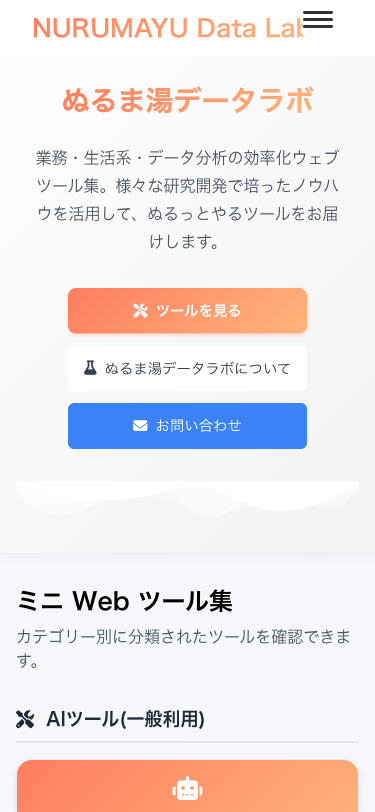 NURUMAYU Data Lab
ぬるま湯データラボ
業務・生活系・データ分析の効率化ウェブ
ツール集。様々な研究開発で培ったノウハ
ウを活用して、ぬるっとやるツールをお届
けします。
ツールを見る
ぬるま湯データラボについて
お問い合わせ
ミニ Web ツール集
カテゴリー別に分類されたツールを確認できま
す。
AIツール(一般利用)